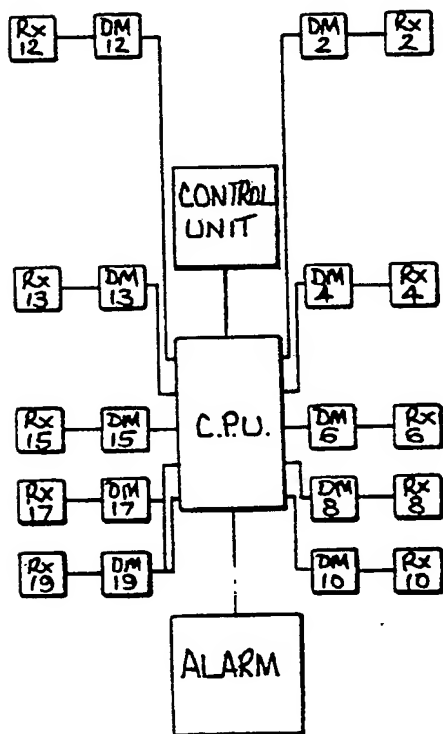 Rx
12
DM
12
DM
2
Rx
2
CONTROL
UNIT
Rx
13
DM
13
DM
4
Rx
4
C.P.U.
Rx
15
DM
15
DM
6
Rx
6
Rx
17
DM
17
DM
8
Rx
8
Rx
19
DM
19
DM
10
Rx
10
ALARM